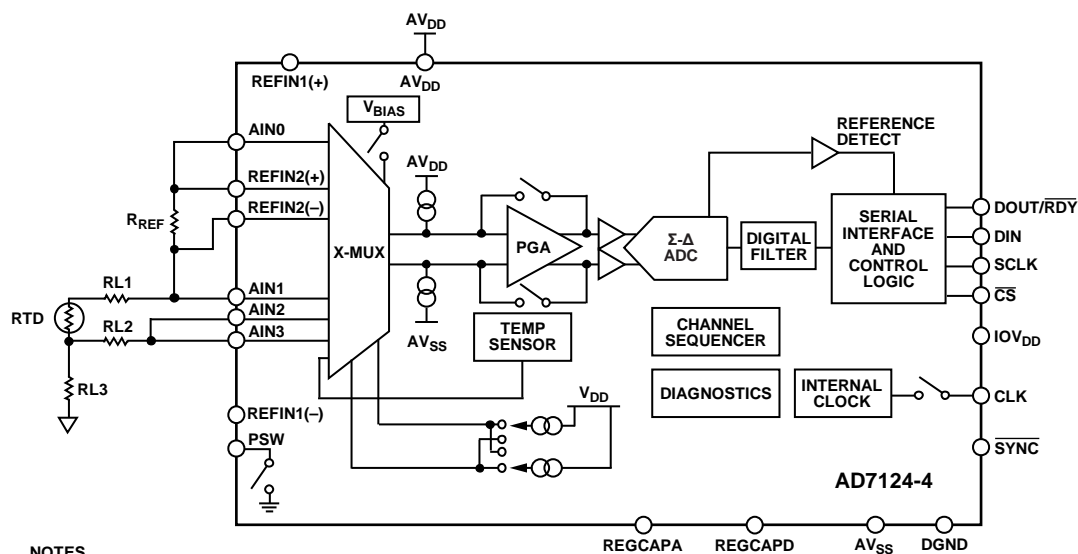 AVDD
REFIN1(+)
AVDD
VBIAS
AIN0
REFIN2(+)
REFIN2(–)
RREF
X-MUX
AVDD
PGA
AVSS
Σ-Δ
ADC
REFERENCE
DETECT
DIGITAL
FILTER
SERIAL
INTERFACE
AND
CONTROL
LOGIC
DOUT/RDY
DIN
SCLK
CS
RL1
RTD
RL2
RL3
AIN1
AIN2
AIN3
TEMP
SENSOR
CHANNEL
SEQUENCER
IOVDD
DIAGNOSTICS
INTERNAL
CLOCK
CLK
REFIN1(–)
PSW
VDD
SYNC
AD7124-4
REGCAPA
REGCAPD
AVSS
DGND
NOTES